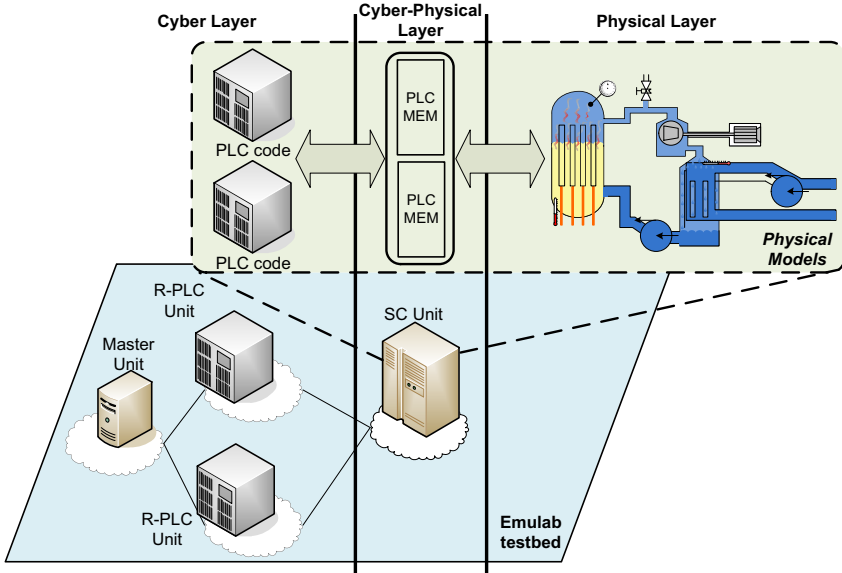 Cyber Layer
Cyber-Physical
Layer
Physical Layer
PLC
MEM
PLC code
PLC
MEM
PLC code
Physical
Models
R-PLC
Unit
SC Unit
Master
Unit
R-PLC
Unit
Emulab
testbed